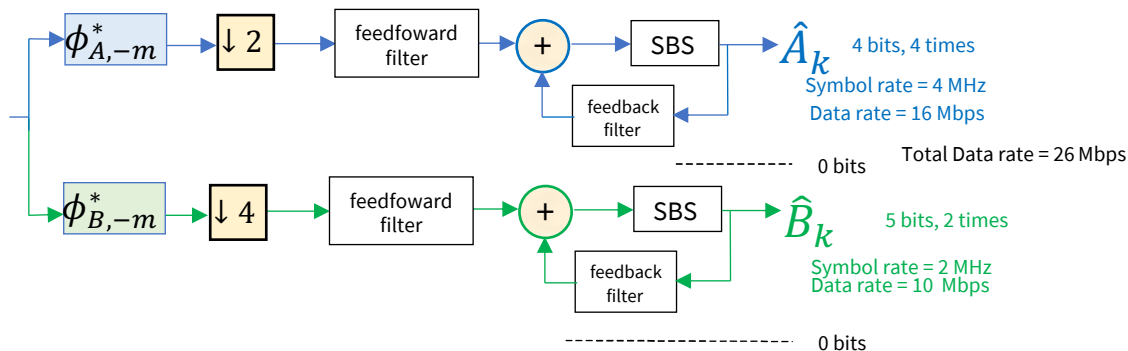 ϕ*A,−m
↓ 2
feedfoward
filter
+
SBS
feedback
filter
Âk
4 bits, 4 times
Symbol rate = 4 MHz
Data rate = 16 Mbps
0 bits
Total Data rate = 26 Mbps
ϕ*B,−m
↓ 4
feedfoward
filter
+
SBS
feedback
filter
B̂k
5 bits, 2 times
Symbol rate = 2 MHz
Data rate = 10 Mbps
0 bits